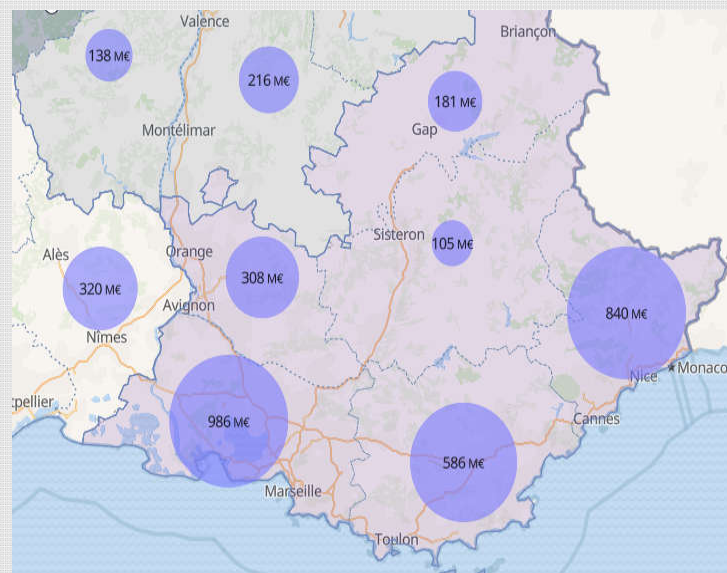 Valence
Briançon
138 M€
216 M€
181 M€
Gap
Montélimar
Sisteron
105 M€
Alès
Orange
320 M€
308 M€
Avignon
840 M€
Nîmes
Nice
Monaco
tpellier
986 M€
Cannes
586 M€
Marseille
Toulon